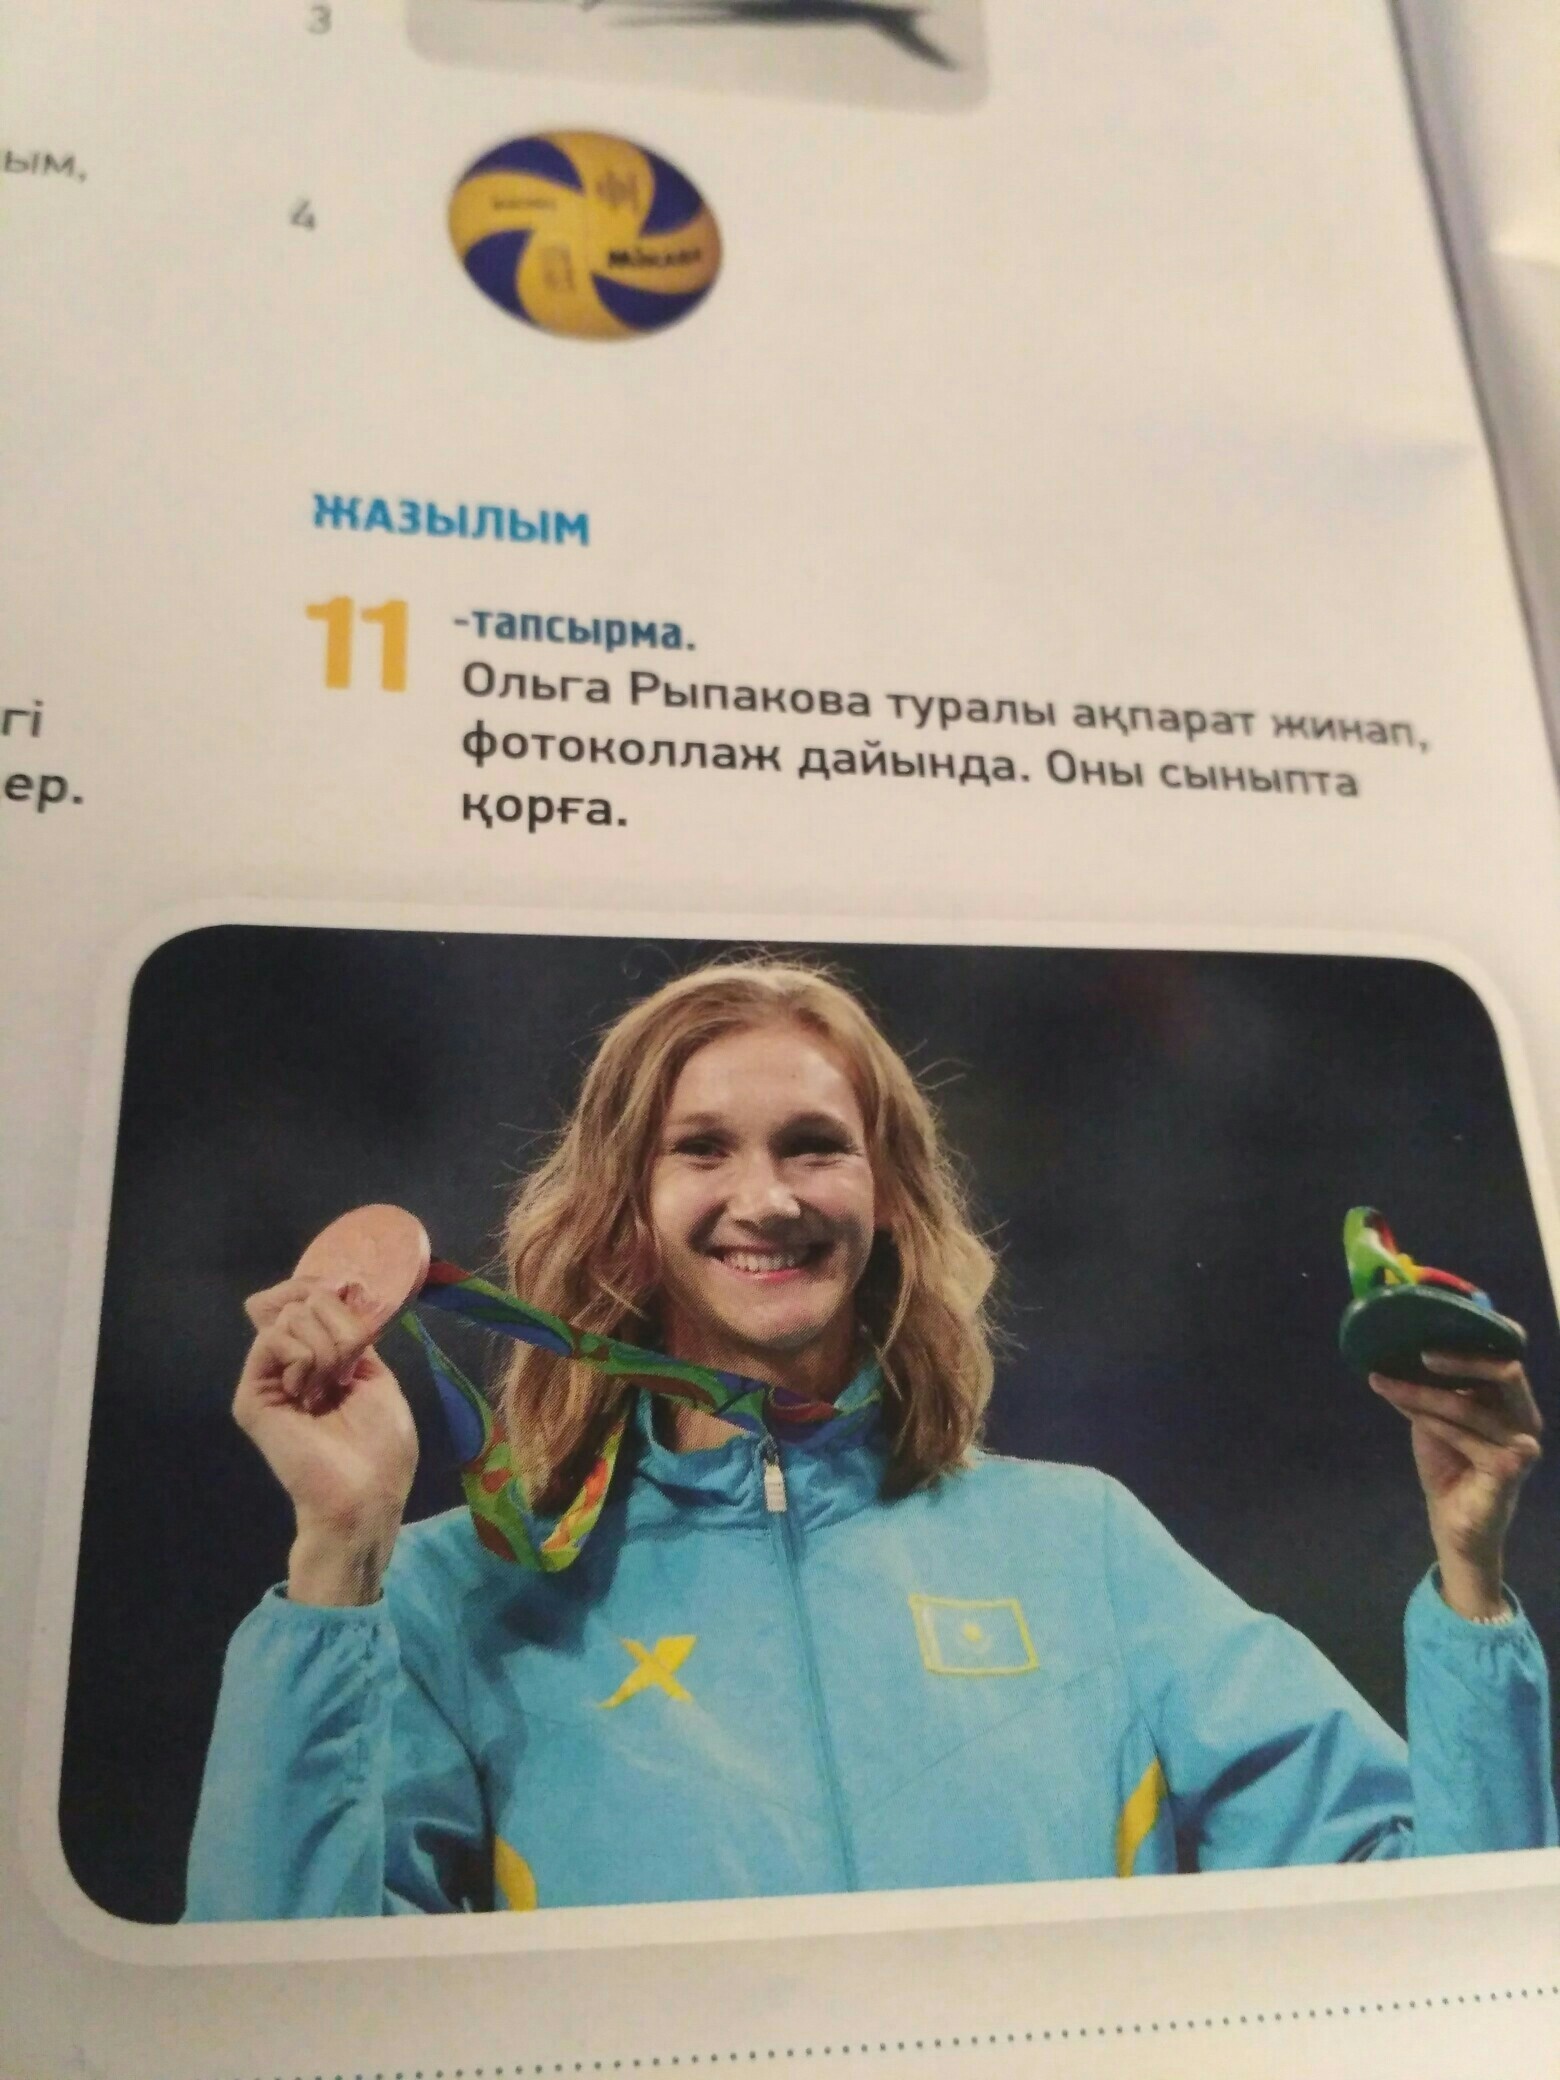 3
ым,
4
MIKASA
ЖАЗЫЛЫМ
11 -тапсырма.
Ольга Рыпакова туралы ақпарат жинап,
фотоколлаж дайында. Оны сыныпта
қорға.
гі
ер.